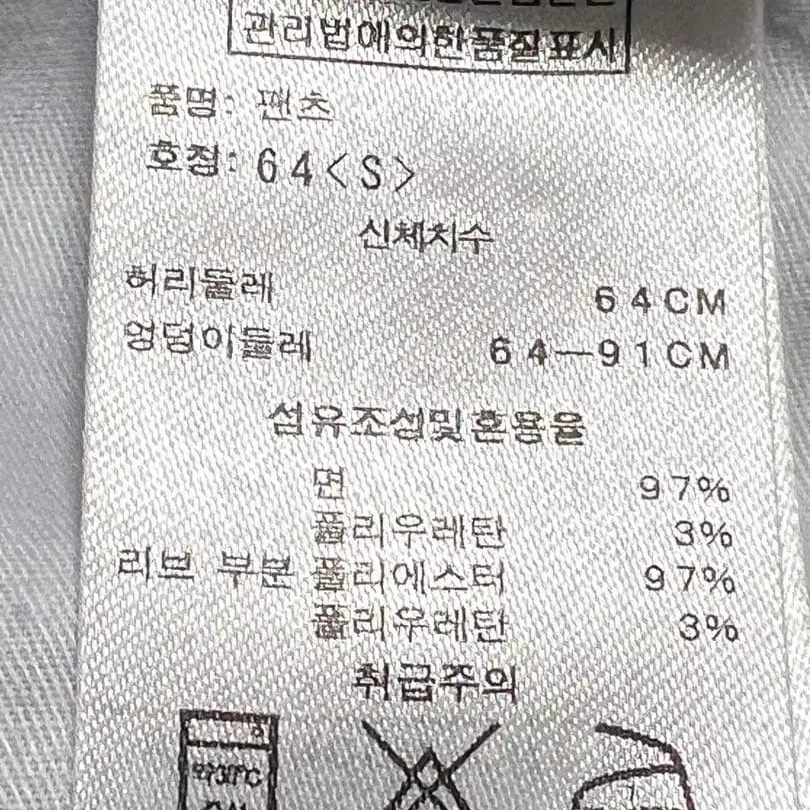 관리법에의한품질표시
품명: 팬츠
호칭: 64<S>
신체치수
허리둘레 64CM
엉덩이둘레 64—91CM
섬유조성및혼용율
면 97%
폴리우레탄 3%
리브 부분 폴리에스터 97%
폴리우레탄 3%
취급주의
약30℃